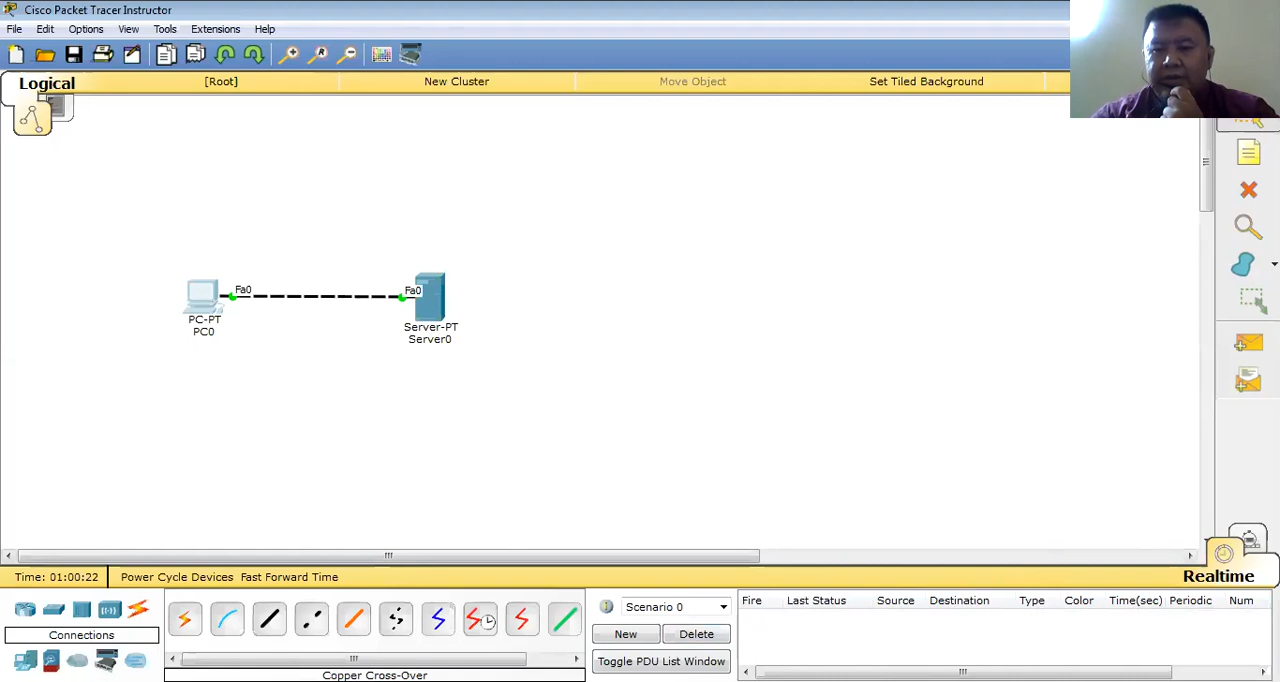 Cisco Packet Tracer Instructor
File Edit Options View Tools Extensions Help
Logical [Root] New Cluster Move Object Set Tiled Background
Fa0 Fa0
PC-PT
PC0
Server-PT
Server0
Time: 01:00:22 Power Cycle Devices Fast Forward Time
Realtime
Scenario 0
Fire Last Status Source Destination Type Color Time(sec) Periodic Num
Connections
New Delete
Toggle PDU List Window
Copper Cross-Over